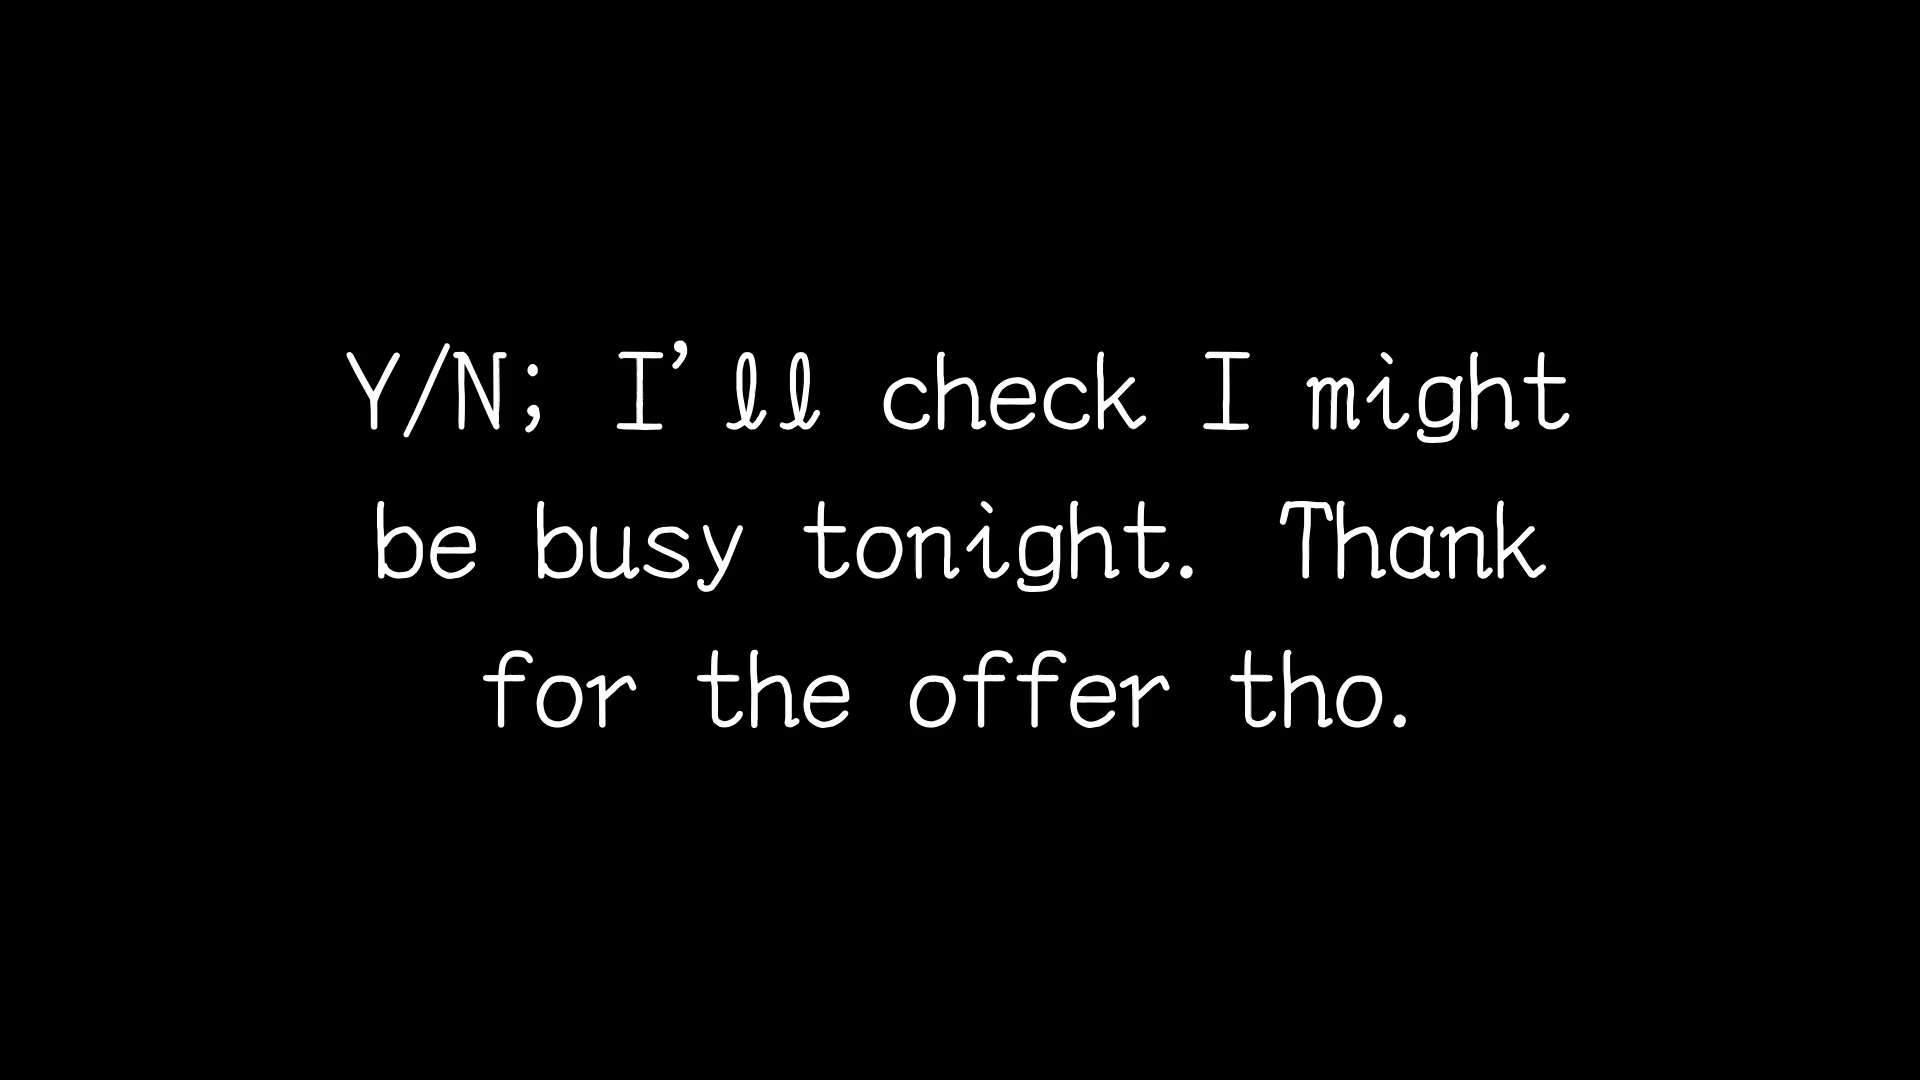 Y/N; I'll check I might
be busy tonight. Thank
for the offer tho.